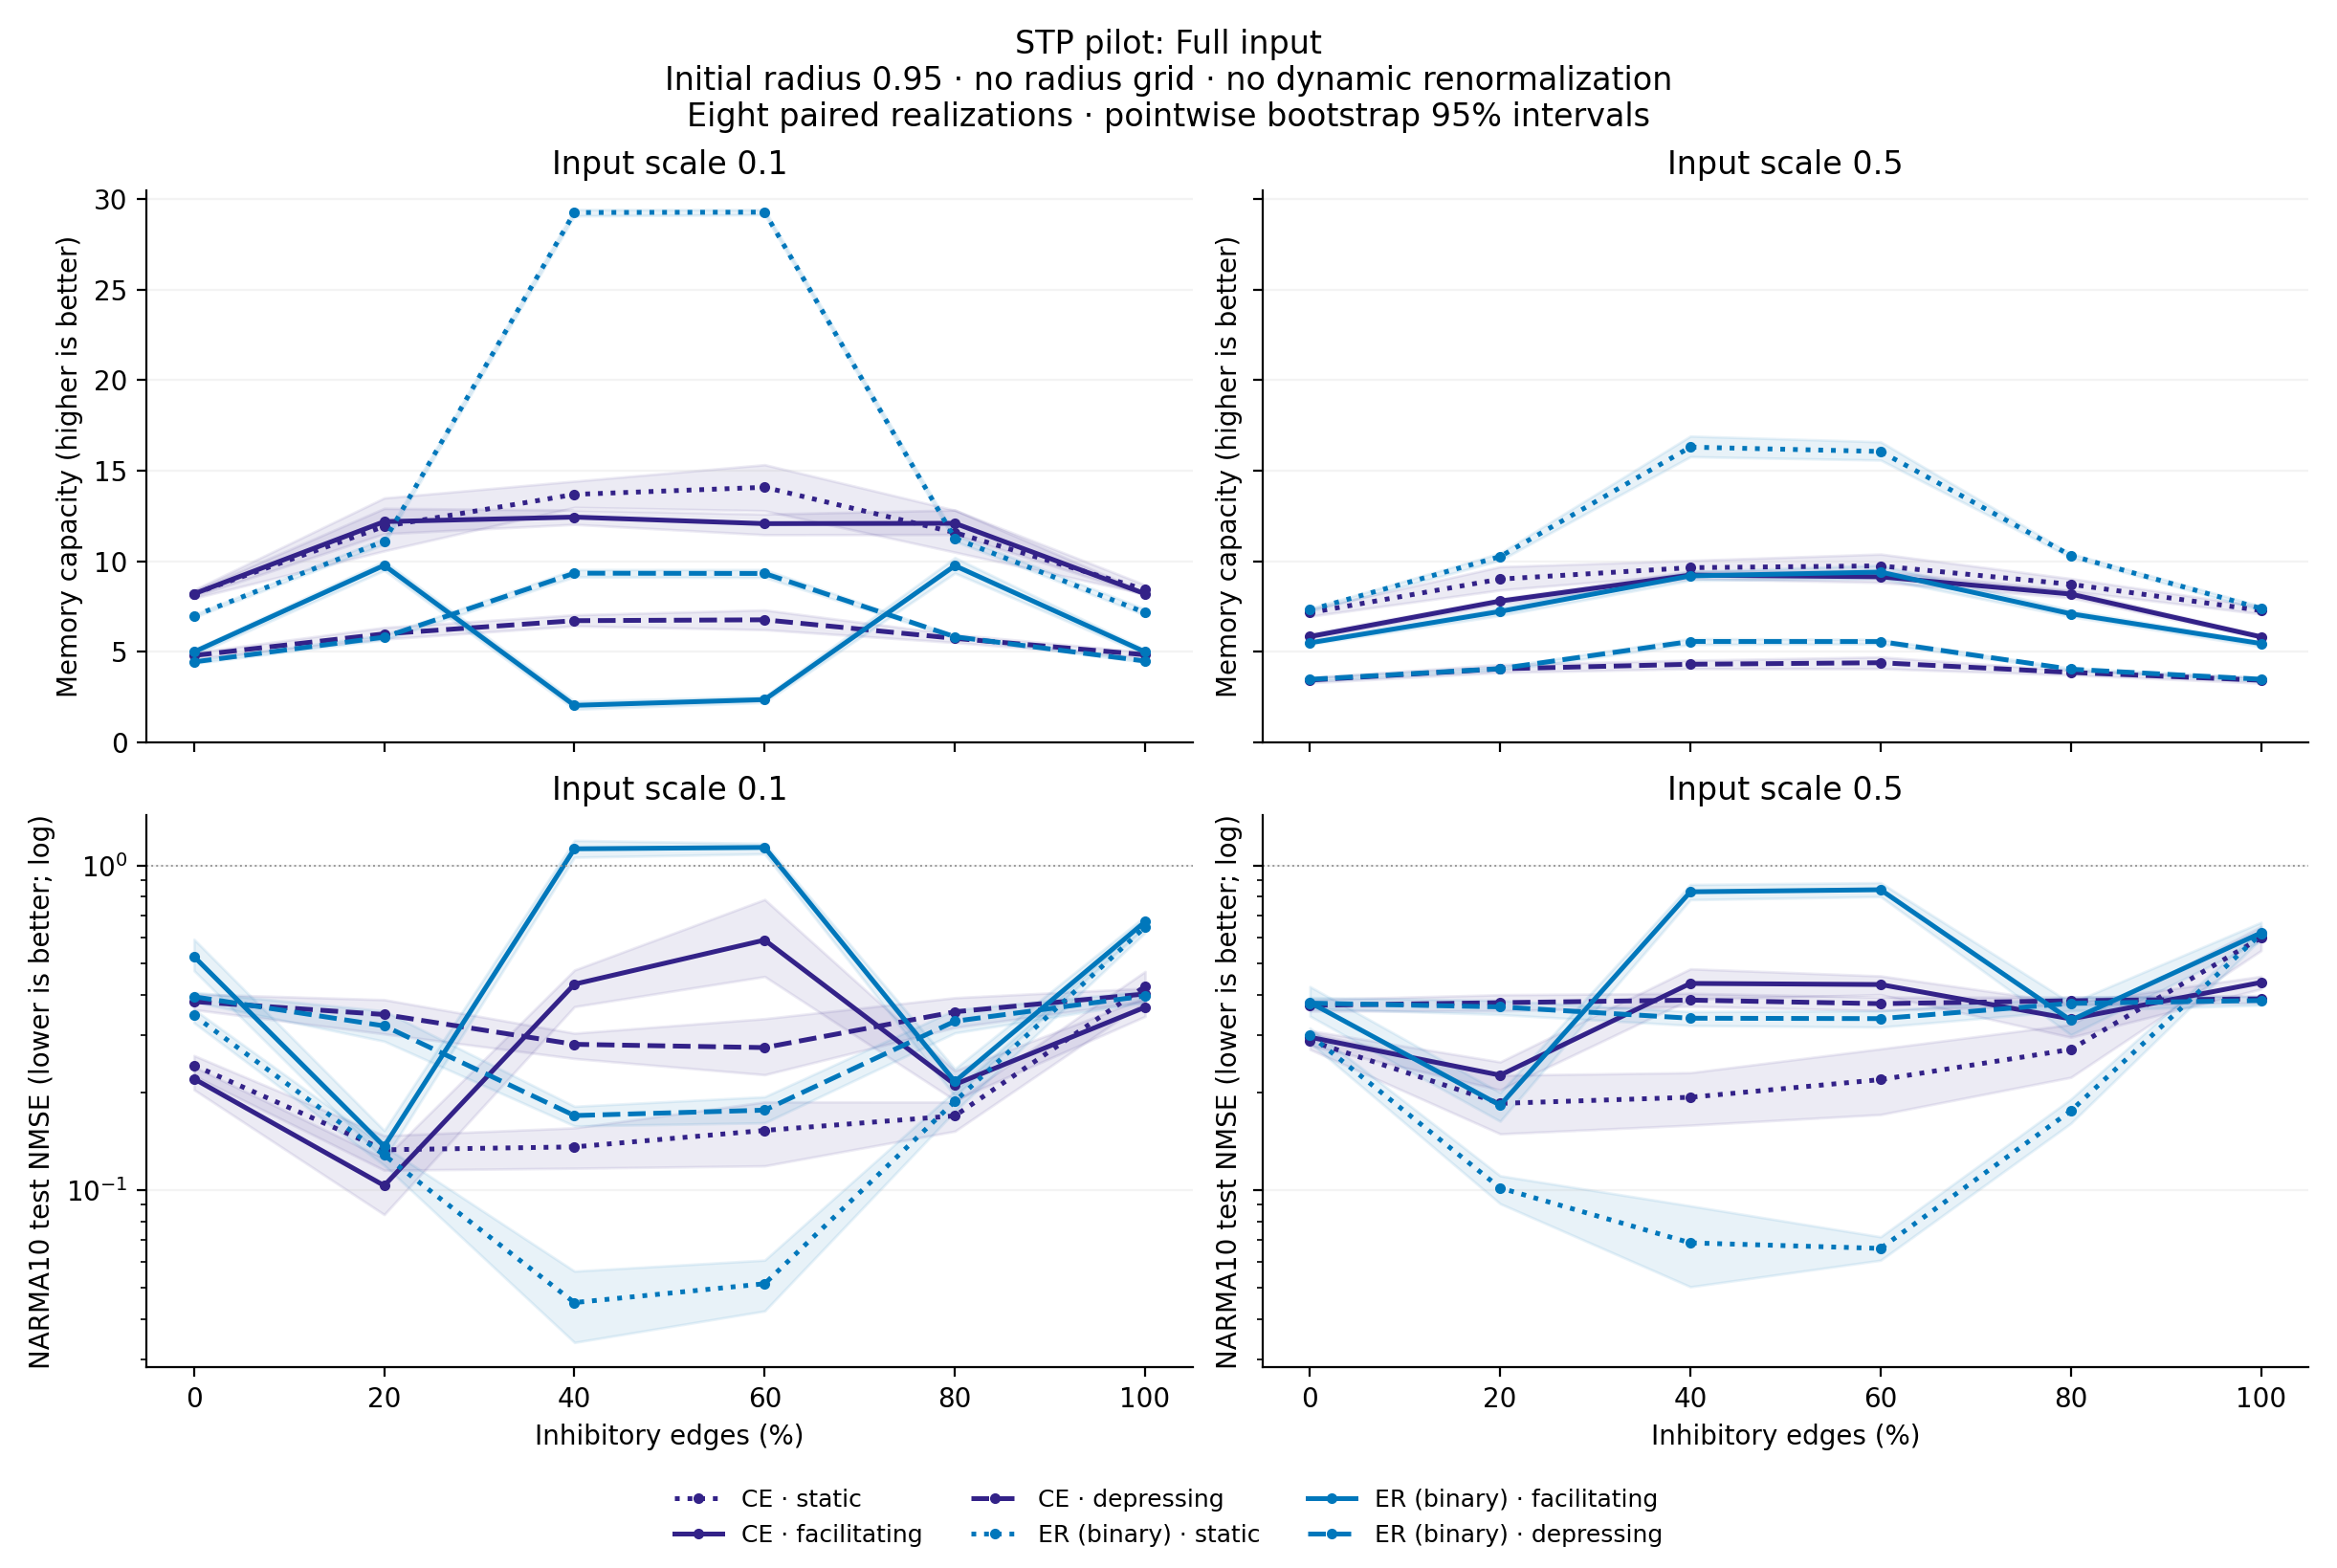 STP pilot: Full input
Initial radius 0.95 · no radius grid · no dynamic renormalization
Eight paired realizations · pointwise bootstrap 95% intervals
Input scale 0.1
Memory capacity (higher is better)
30
25
20
15
10
5
0
Input scale 0.5
Memory capacity (higher is better)
Input scale 0.1
NARMA10 test NMSE (lower is better; log)
10⁰
10⁻¹
0 20 40 60 80 100
Inhibitory edges (%)
Input scale 0.5
NARMA10 test NMSE (lower is better; log)
0 20 40 60 80 100
Inhibitory edges (%)
CE · static
CE · facilitating
CE · depressing
ER (binary) · static
ER (binary) · facilitating
ER (binary) · depressing